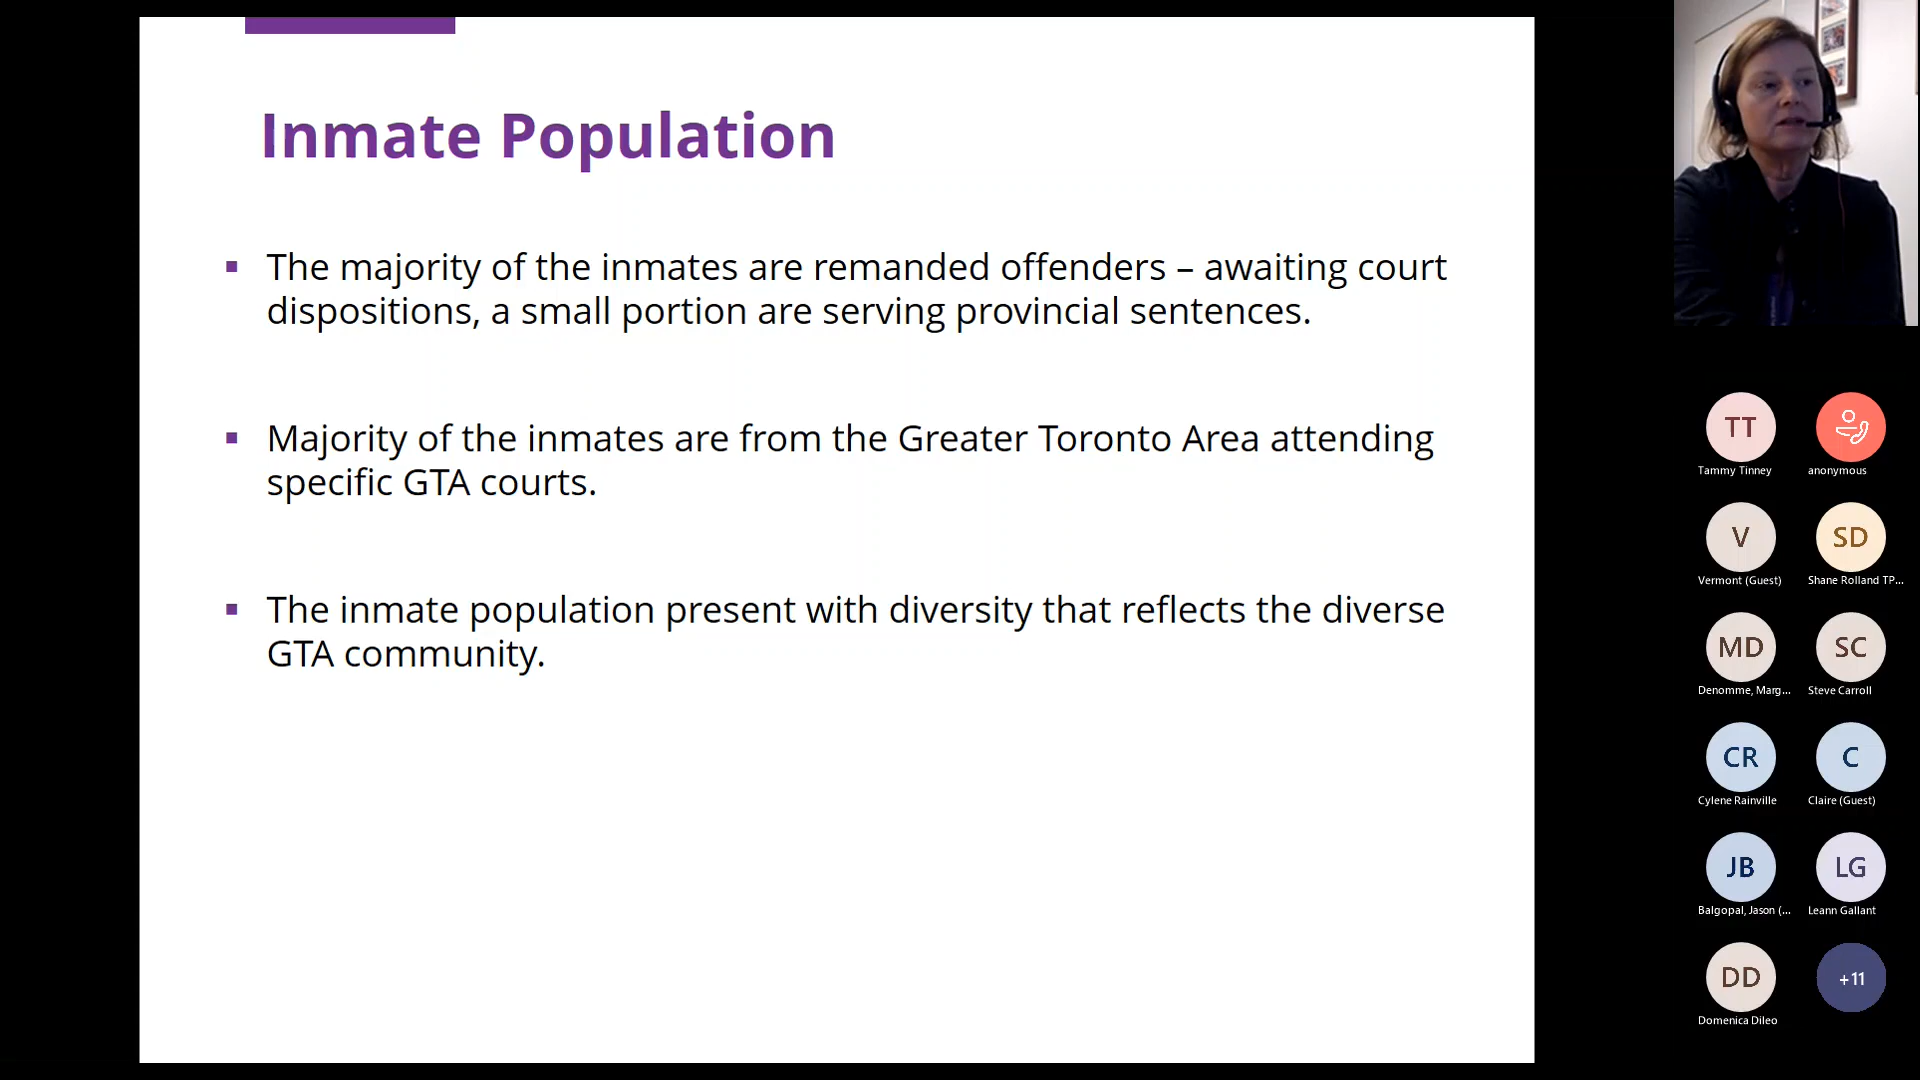 Inmate Population
The majority of the inmates are remanded offenders – awaiting court
dispositions, a small portion are serving provincial sentences.
Majority of the inmates are from the Greater Toronto Area attending
specific GTA courts.
The inmate population present with diversity that reflects the diverse
GTA community.
TT
Tammy Tinney
anonymous
V
Vermont (Guest)
SD
Shane Rolland TP...
MD
Denomme, Marg...
SC
Steve Carroll
CR
Cylene Rainville
C
Claire (Guest)
JB
Balgopal, Jason (...
LG
Leann Gallant
DD
Domenica Dileo
+11